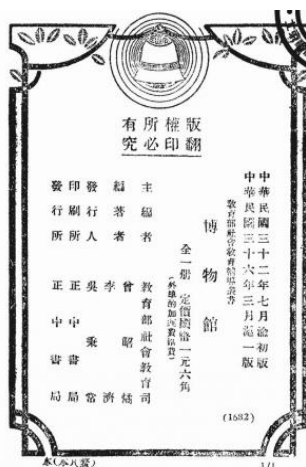 版權所有
翻印必究
中華民國三十二年七月渝初版
中華民國三十六年三月滬一版
教育部社會教育輔導叢書
博物館
全一冊 定價國幣一元六角
(外埠酌加運費匯費)
主編者 教育部社會教育司
編著者 曾昭燏
李濟
發行人 吳秉常
印刷所 正中書局
發行所 正中書局
(1682)
1/1